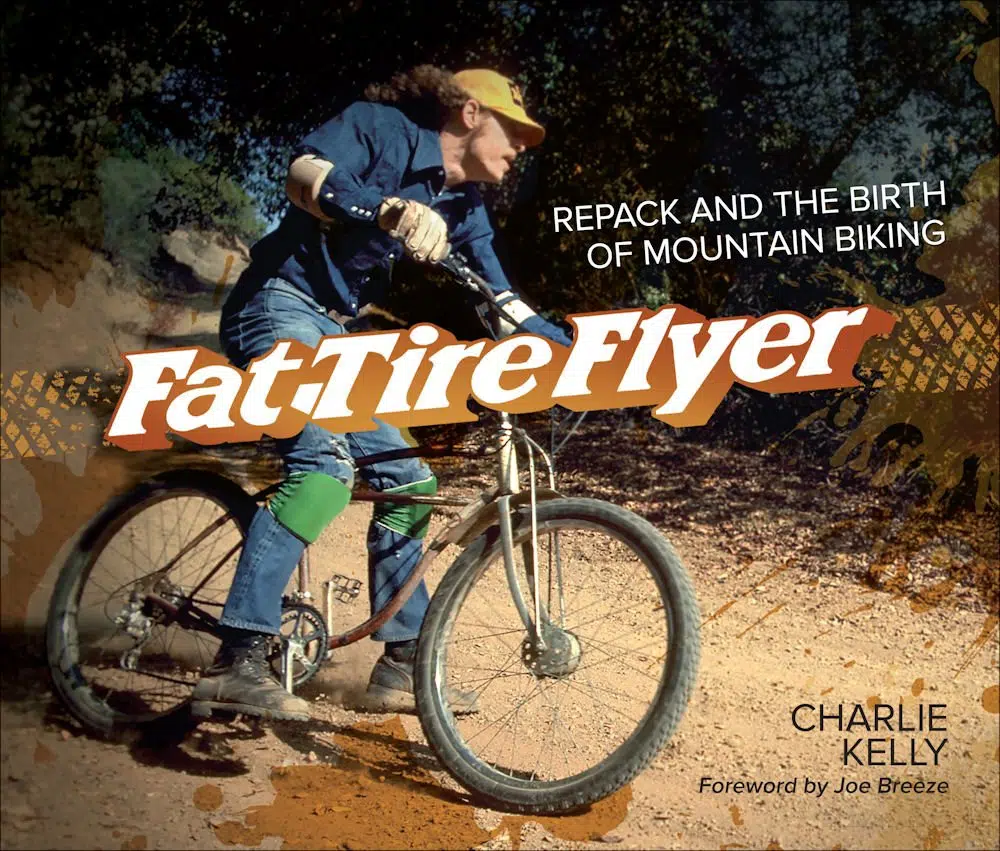 REPACK AND THE BIRTH
OF MOUNTAIN BIKING
Fat Tire Flyer
CHARLIE
KELLY
Foreword by Joe Breeze